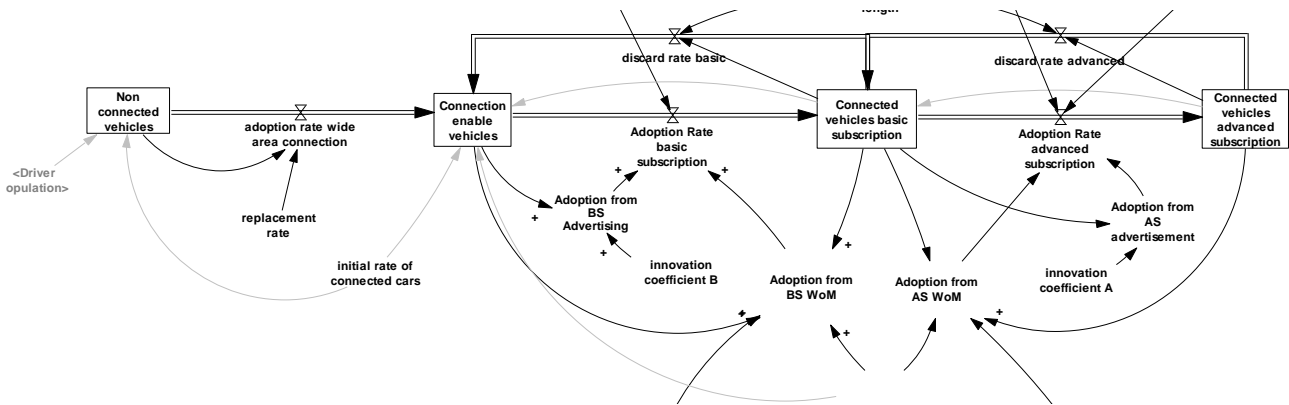 length
discard rate basic
discard rate advanced
Non
connected
vehicles
adoption rate wide
area connection
Connection
enable
vehicles
Adoption Rate
basic
subscription
Connected
vehicles basic
subscription
Adoption Rate
advanced
subscription
Connected
vehicles
advanced
subscription
<Driver
opulation>
replacement
rate
+
+
Adoption from
BS
Advertising
+
+
Adoption from
AS
advertisement
initial rate of
connected cars
innovation
coefficient B
+
Adoption from
BS WoM
Adoption from
AS WoM
innovation
coefficient A
+
+
+